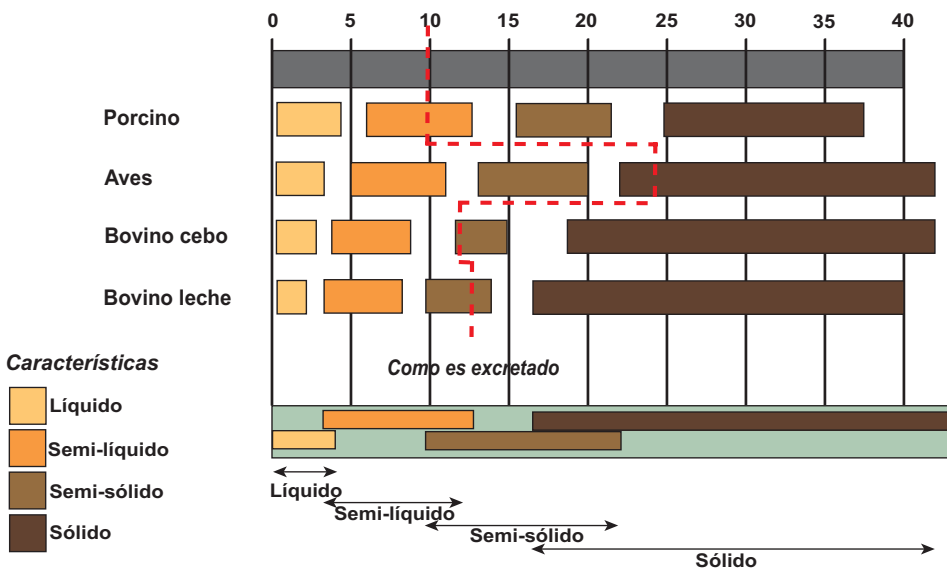 0 5 10 15 20 25 30 35 40
Porcino
Aves
Bovino cebo
Bovino leche
Como es excretado
Características
Líquido
Semi-líquido
Semi-sólido
Sólido
Líquido
Semi-líquido
Semi-sólido
Sólido